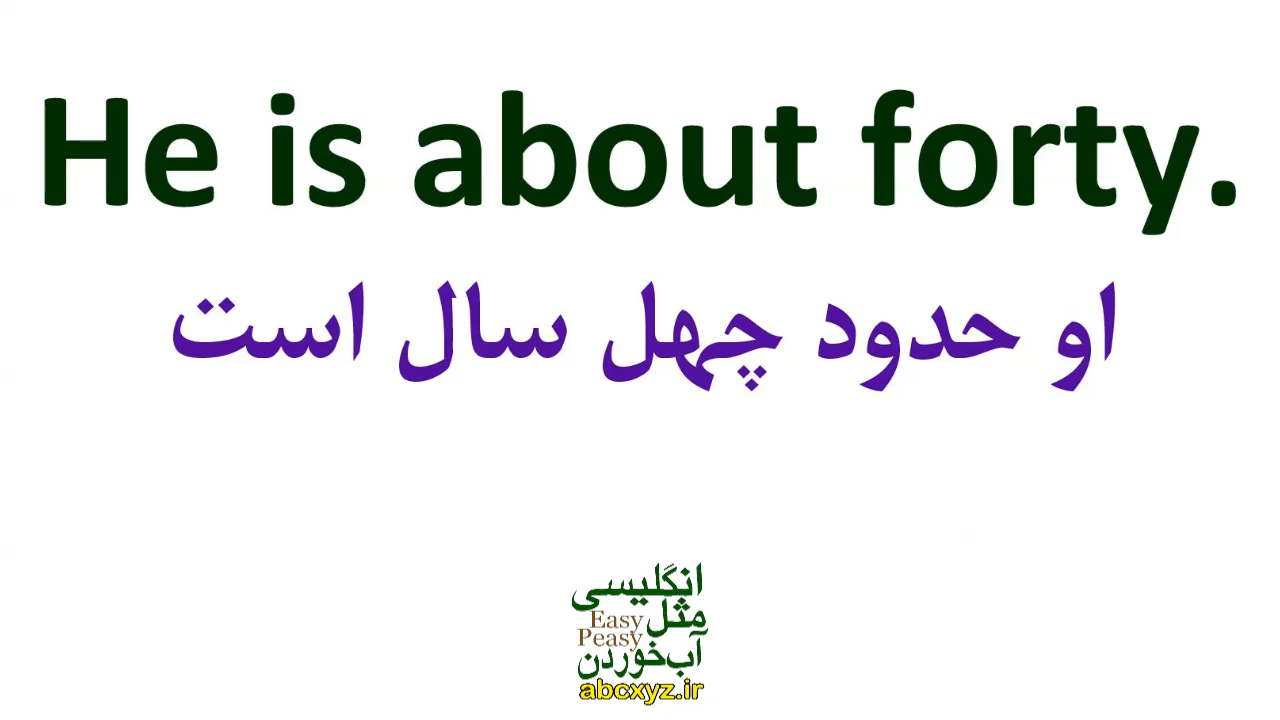 He is about forty.
او حدود چهل سال است
انگلیسی
مثل
Easy
Peasy
آب‌خوردن
abcxyz.ir